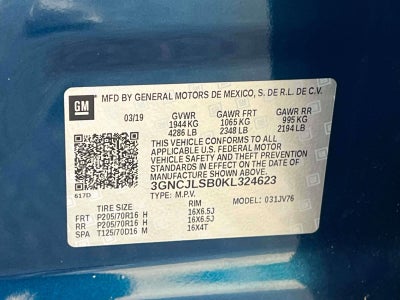 GM MFD BY GENERAL MOTORS DE MEXICO, S. DE R.L. DE C.V.
03/19 GVWR GAWR FRT GAWR RR
1944 KG 1065 KG 995 KG
4286 LB 2348 LB 2194 LB
THIS VEHICLE CONFORMS TO ALL
APPLICABLE U.S. FEDERAL MOTOR
VEHICLE SAFETY AND BUMPER
STANDARDS IN EFFECT ON THE DATE OF
MANUFACTURE SHOWN ABOVE.
3GNCJLSB0KL324623
617D TYPE: M.P.V.
TIRE SIZE RIM MODEL: 031JV76
FRT P205/70R16 H 16X6.5J
RR P205/70R16 H 16X6.5J
SPA T125/70D16 M 16X4T